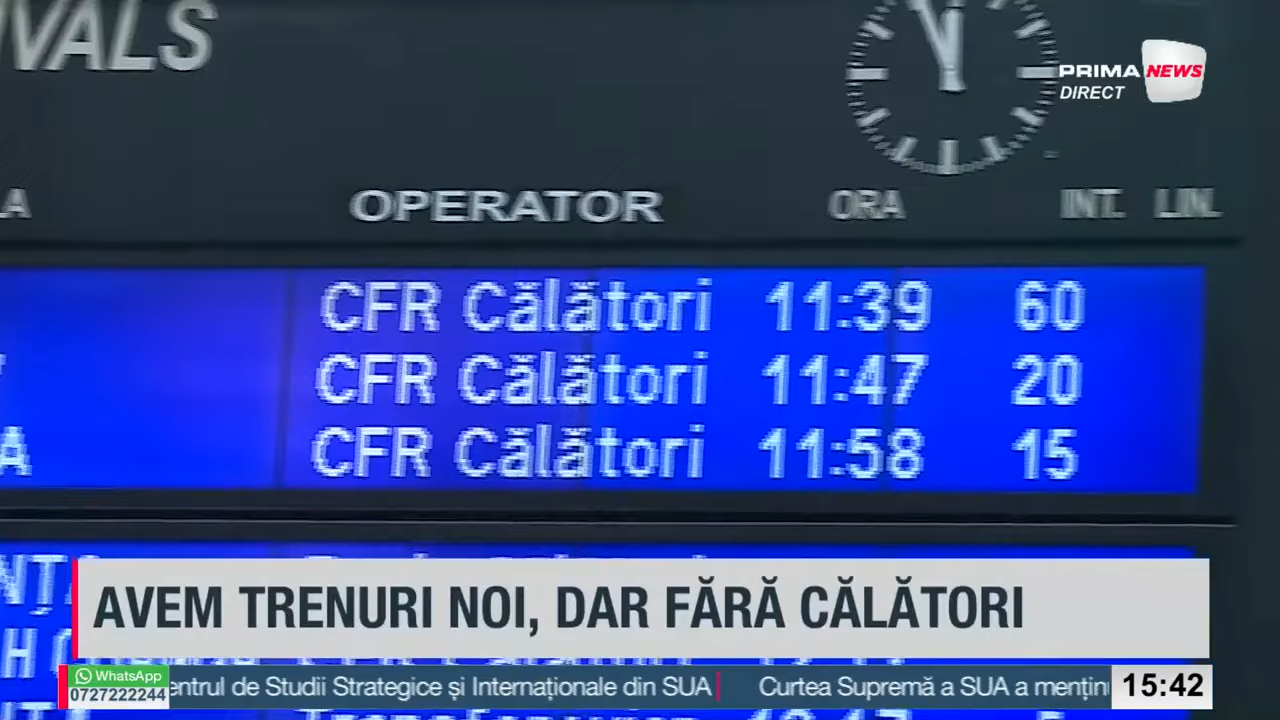 IVALS
PRIMA NEWS
DIRECT
OPERATOR ORA INT. LIN.
CFR Călători 11:39 60
CFR Călători 11:47 20
CFR Călători 11:58 15
AVEM TRENURI NOI, DAR FĂRĂ CĂLĂTORI
WhatsApp
0727222244
entrul de Studii Strategice și Internaționale din SUA
Curtea Supremă a SUA a menținu
15:42